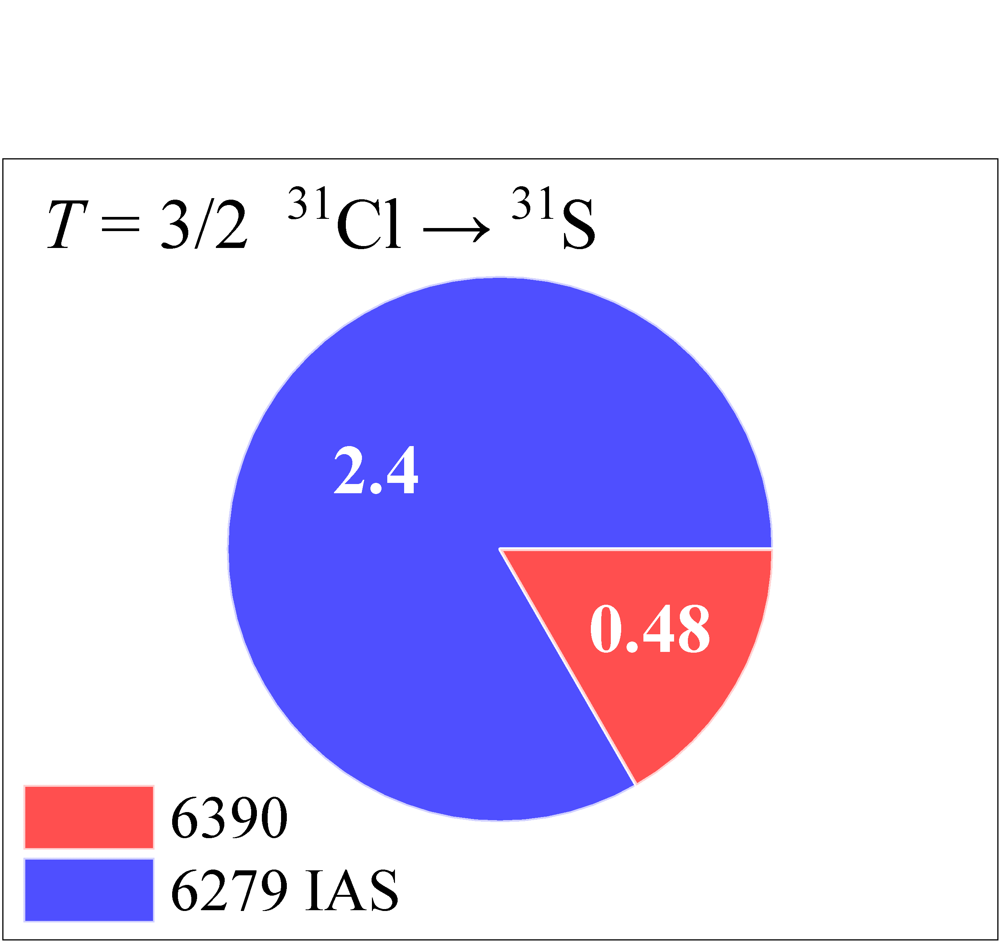 T = 3/2 ³¹Cl → ³¹S
2.4
0.48
6390
6279 IAS